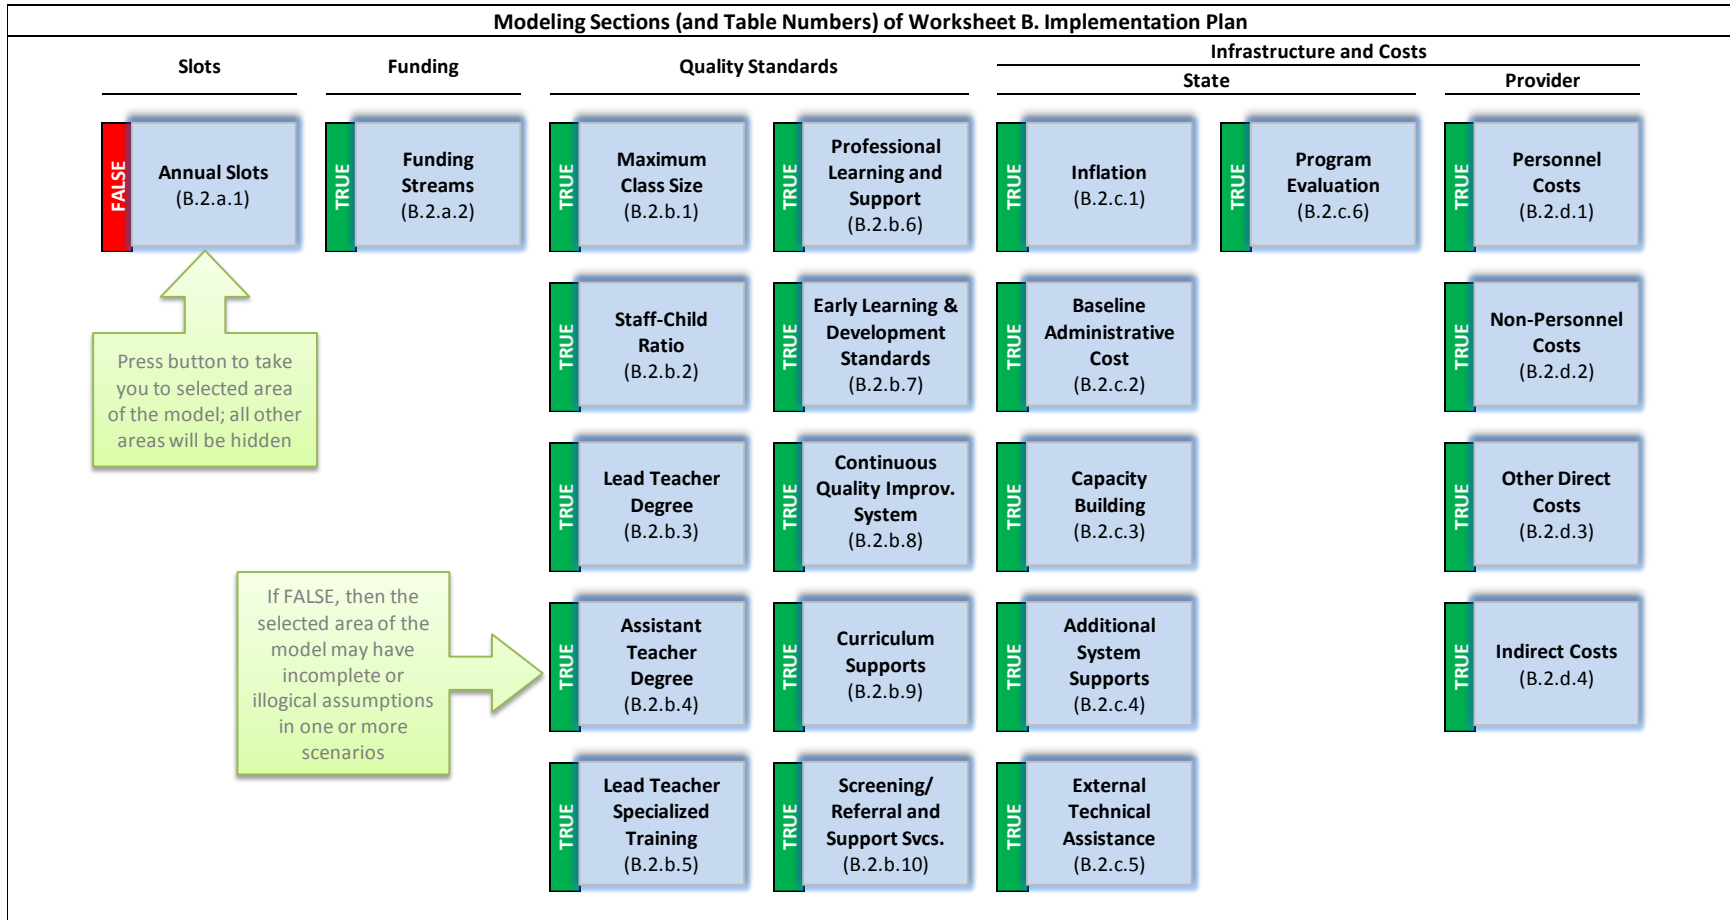 Modeling Sections (and Table Numbers) of Worksheet B. Implementation Plan
Slots
Funding
Quality Standards
Infrastructure and Costs
State
Provider
FALSE
Annual Slots
(B.2.a.1)
TRUE
Funding
Streams
(B.2.a.2)
TRUE
Maximum
Class Size
(B.2.b.1)
TRUE
Professional
Learning and
Support
(B.2.b.6)
TRUE
Inflation
(B.2.c.1)
TRUE
Program
Evaluation
(B.2.c.6)
TRUE
Personnel
Costs
(B.2.d.1)
Press button to take
you to selected area
of the model; all other
areas will be hidden
TRUE
Staff-Child
Ratio
(B.2.b.2)
TRUE
Early Learning &
Development
Standards
(B.2.b.7)
TRUE
Baseline
Administrative
Cost
(B.2.c.2)
TRUE
Non-Personnel
Costs
(B.2.d.2)
TRUE
Lead Teacher
Degree
(B.2.b.3)
TRUE
Continuous
Quality Improv.
System
(B.2.b.8)
TRUE
Capacity
Building
(B.2.c.3)
TRUE
Other Direct
Costs
(B.2.d.3)
If FALSE, then the
selected area of the
model may have
incomplete or
illogical assumptions
in one or more
scenarios
TRUE
Assistant
Teacher
Degree
(B.2.b.4)
TRUE
Curriculum
Supports
(B.2.b.9)
TRUE
Additional
System
Supports
(B.2.c.4)
TRUE
Indirect Costs
(B.2.d.4)
TRUE
Lead Teacher
Specialized
Training
(B.2.b.5)
TRUE
Screening/
Referral and
Support Svcs.
(B.2.b.10)
TRUE
External
Technical
Assistance
(B.2.c.5)